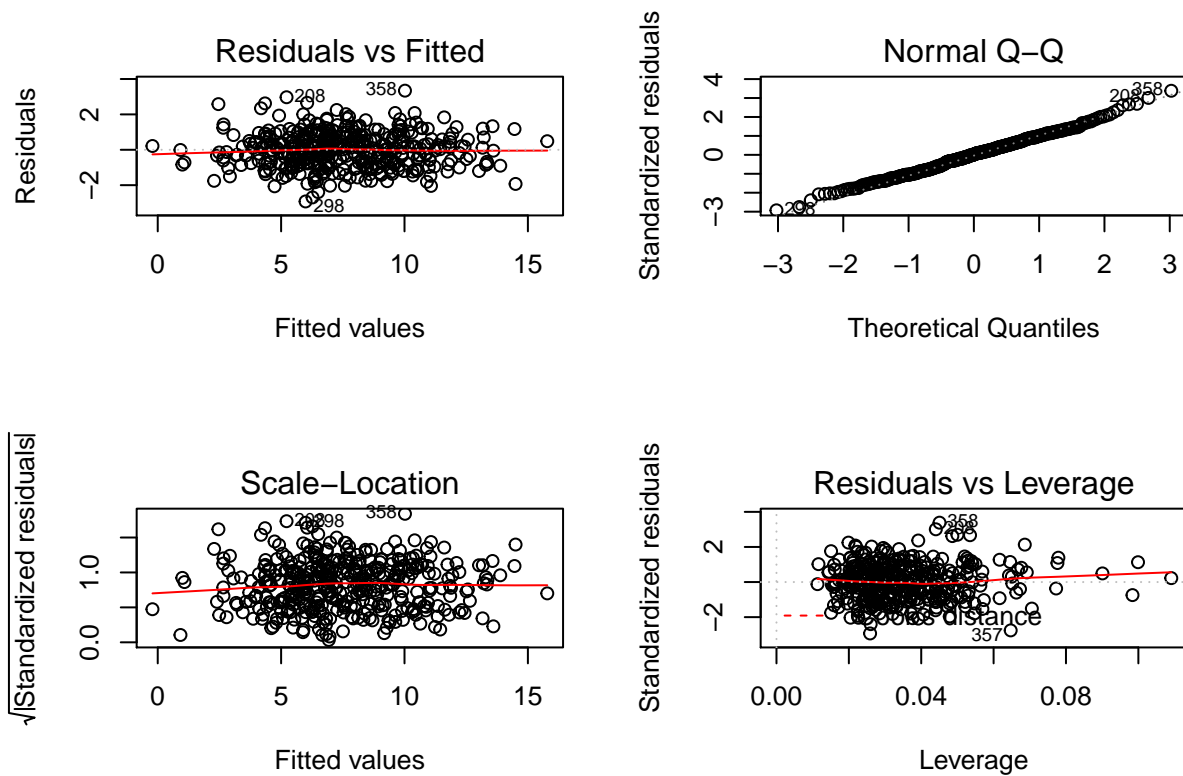 Residuals vs Fitted
Residuals
2
−2
208
358
298
0 5 10 15
Fitted values
Normal Q−Q
Standardized residuals
4
2
0
−3
358
−3 −2 −1 0 1 2 3
Theoretical Quantiles
Scale−Location
√|Standardized residuals|
1.0
0.0
358
0 5 10 15
Fitted values
Residuals vs Leverage
Standardized residuals
2
−2
358
distance
357
0.00 0.04 0.08
Leverage